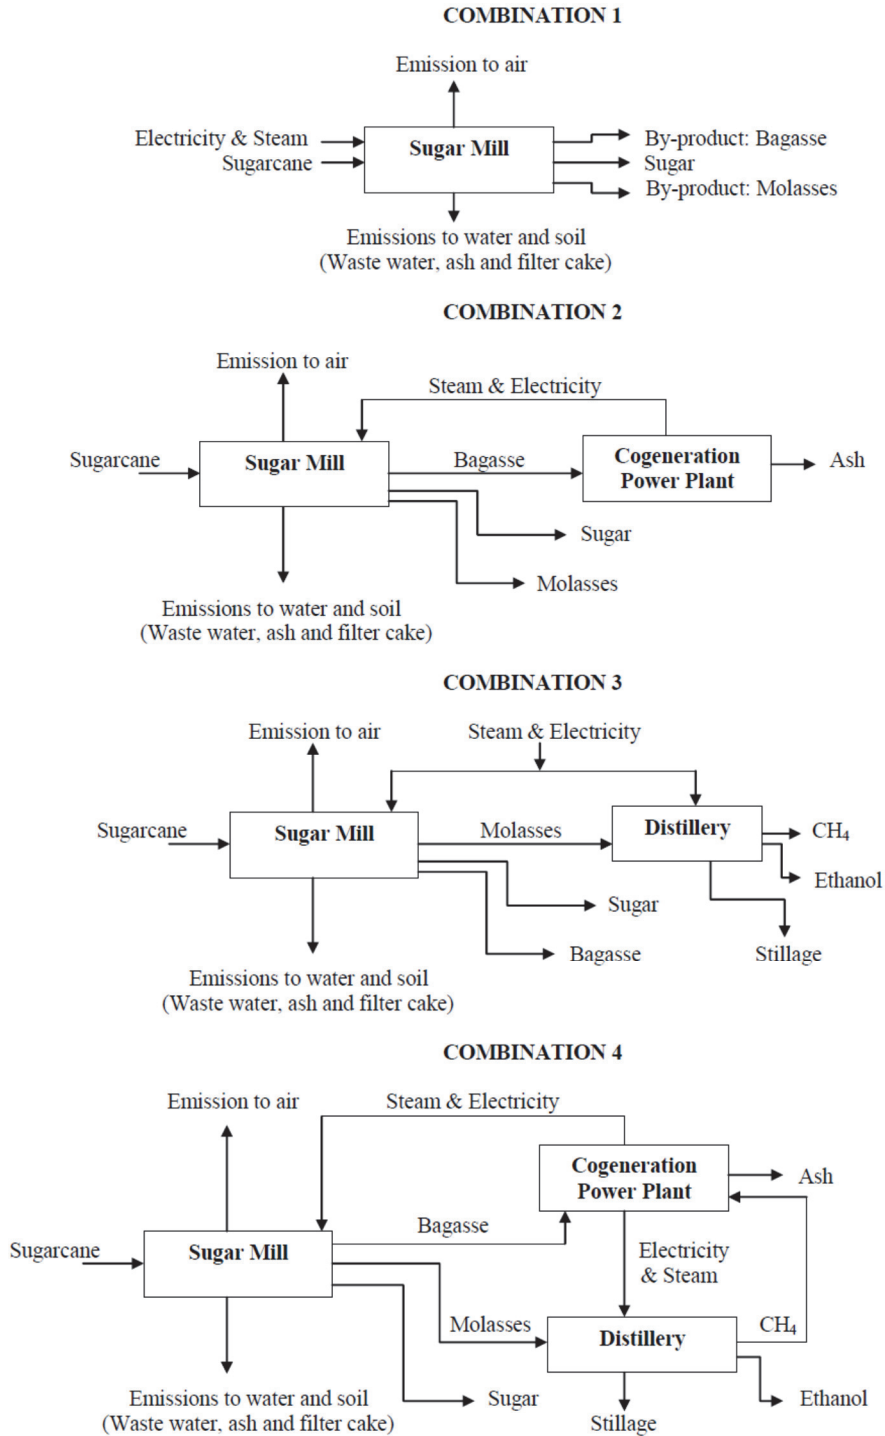 COMBINATION 1
Emission to air
Electricity & Steam
Sugarcane
Sugar Mill
By-product: Bagasse
Sugar
By-product: Molasses
Emissions to water and soil
(Waste water, ash and filter cake)
COMBINATION 2
Emission to air
Steam & Electricity
Sugarcane
Sugar Mill
Bagasse
Cogeneration
Power Plant
Ash
Sugar
Molasses
Emissions to water and soil
(Waste water, ash and filter cake)
COMBINATION 3
Emission to air
Steam & Electricity
Sugarcane
Sugar Mill
Molasses
Distillery
CH4
Ethanol
Sugar
Bagasse
Stillage
Emissions to water and soil
(Waste water, ash and filter cake)
COMBINATION 4
Emission to air
Steam & Electricity
Cogeneration
Power Plant
Ash
Bagasse
Sugarcane
Sugar Mill
Electricity
& Steam
Molasses
Distillery
CH4
Emissions to water and soil
(Waste water, ash and filter cake)
Sugar
Stillage
Ethanol